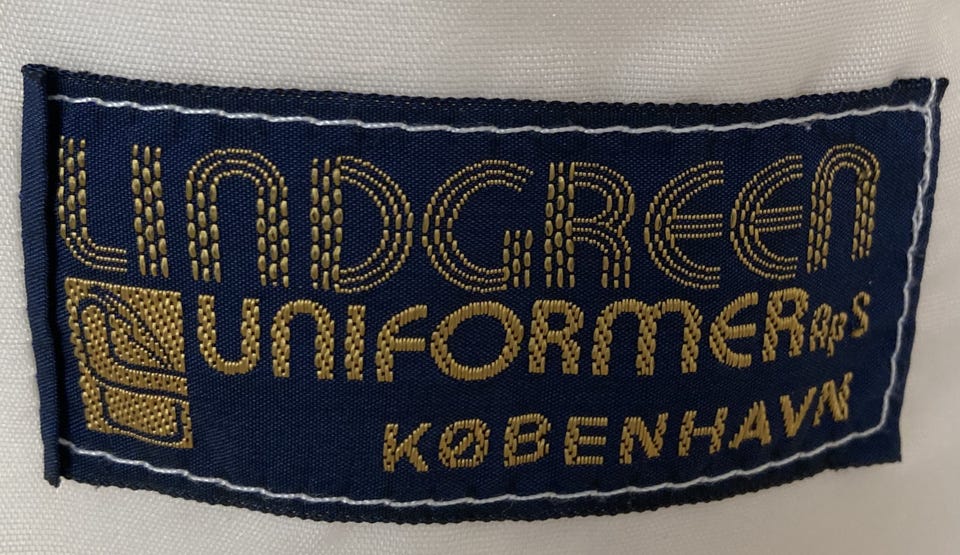 LINDGREEN
UNIFORMER ApS
KØBENHAVN